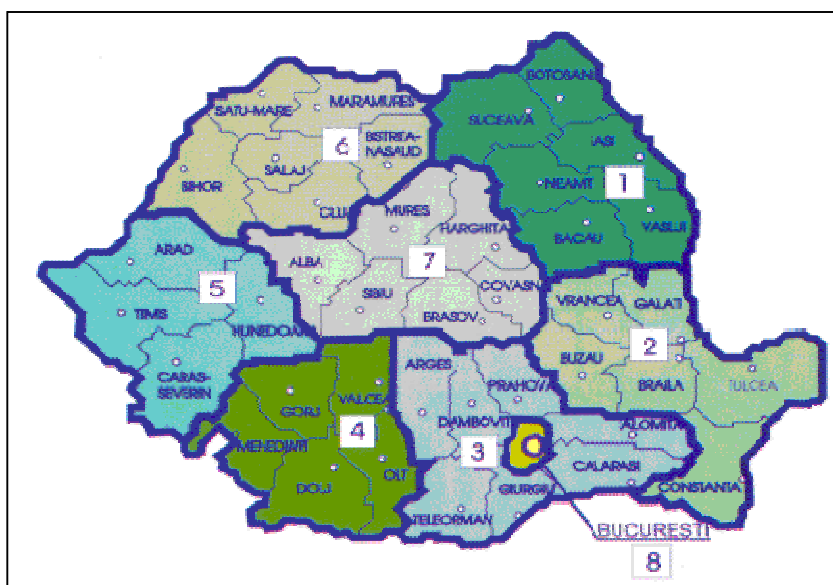 BOTOSANI
SATU-MARE
MARAMURES
SUCEAVA
BISTRITA-
NASAUD
IASI
6
SALAJ
BIHOR
NEAMT
1
CLUJ
MURES
HARGHITA
BACAU
VASLUI
ARAD
ALBA
7
5
SIBIU
COVASN
TIMIS
HUNEDOARA
BRASOV
VRANCEA
GALATI
2
BUZAU
ARGES
PRAHOVA
CARAS-
SEVERIN
BRAILA
TULCEA
GORJ
VALCEA
DAMBOVIT
4
3
IALOMITA
MEHEDINTI
OLT
CALARASI
DOLJ
GIURGIU
CONSTANTA
TELEORMAN
BUCURESTI
8